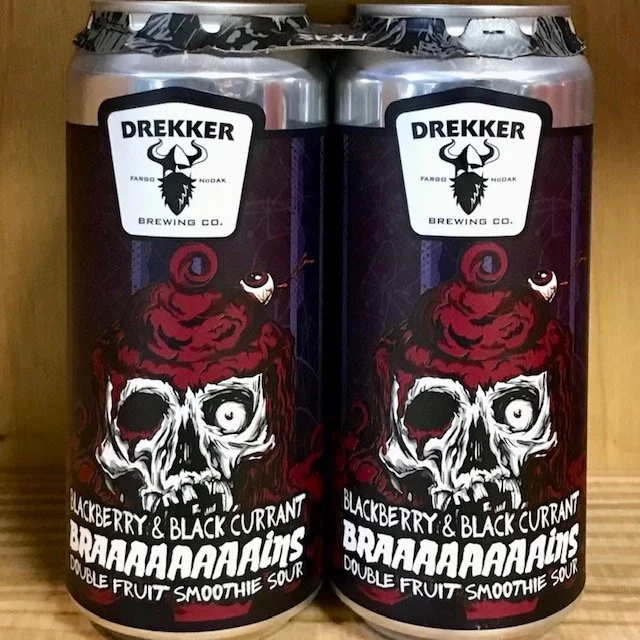 DREKKER
FARGO NoDAK
BREWING CO.
BLACKBERRY & BLACK CURRANT
BRAAAAAAAAins
DOUBLE FRUIT SMOOTHIE SOUR
DREKKER
FARGO NoDAK
BREWING CO.
BLACKBERRY & BLACK CURRANT
BRAAAAAAAAins
DOUBLE FRUIT SMOOTHIE SOUR